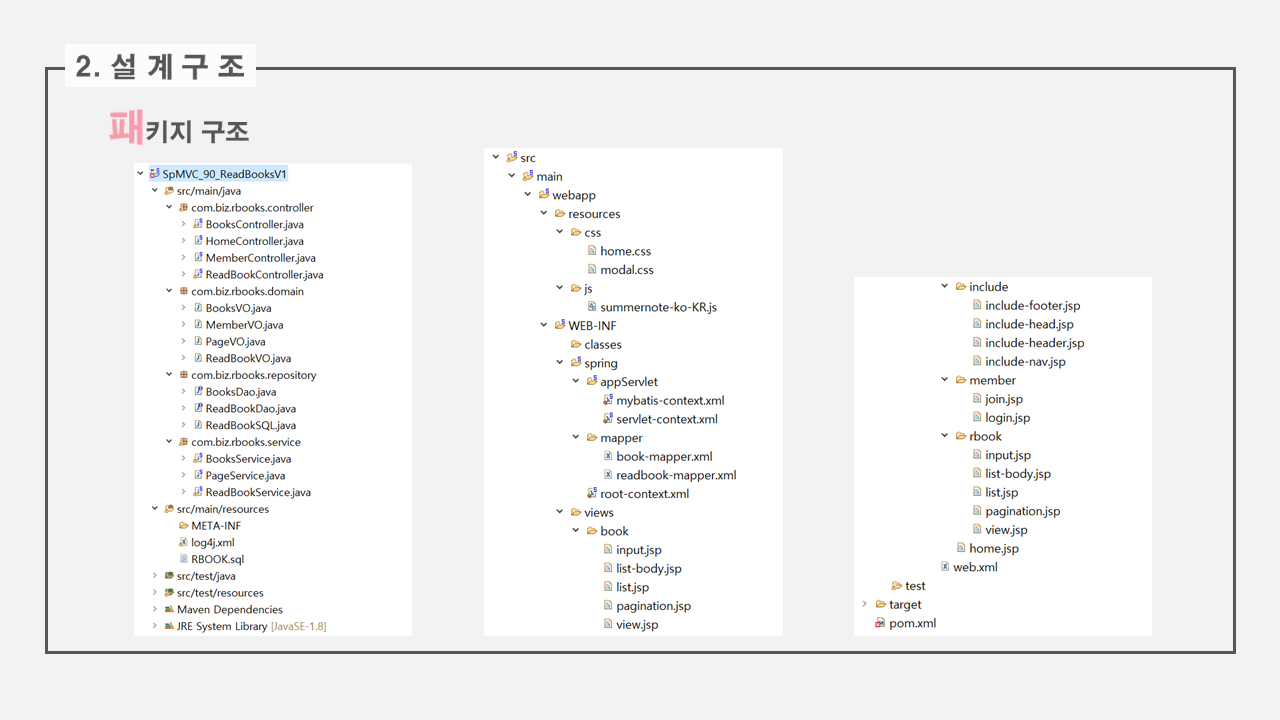 2. 설 계 구 조
패키지 구조
SpMVC_90_ReadBooksV1
src/main/java
com.biz.rbooks.controller
BooksController.java
HomeController.java
MemberController.java
ReadBookController.java
com.biz.rbooks.domain
BooksVO.java
MemberVO.java
PageVO.java
ReadBookVO.java
com.biz.rbooks.repository
BooksDao.java
ReadBookDao.java
ReadBookSQL.java
com.biz.rbooks.service
BooksService.java
PageService.java
ReadBookService.java
src/main/resources
META-INF
log4j.xml
RBOOK.sql
src/test/java
src/test/resources
Maven Dependencies
JRE System Library [JavaSE-1.8]
src
main
webapp
resources
css
home.css
modal.css
js
summernote-ko-KR.js
WEB-INF
classes
spring
appServlet
mybatis-context.xml
servlet-context.xml
mapper
book-mapper.xml
readbook-mapper.xml
root-context.xml
views
book
input.jsp
list-body.jsp
list.jsp
pagination.jsp
view.jsp
include
include-footer.jsp
include-head.jsp
include-header.jsp
include-nav.jsp
member
join.jsp
login.jsp
rbook
input.jsp
list-body.jsp
list.jsp
pagination.jsp
view.jsp
home.jsp
web.xml
test
target
pom.xml